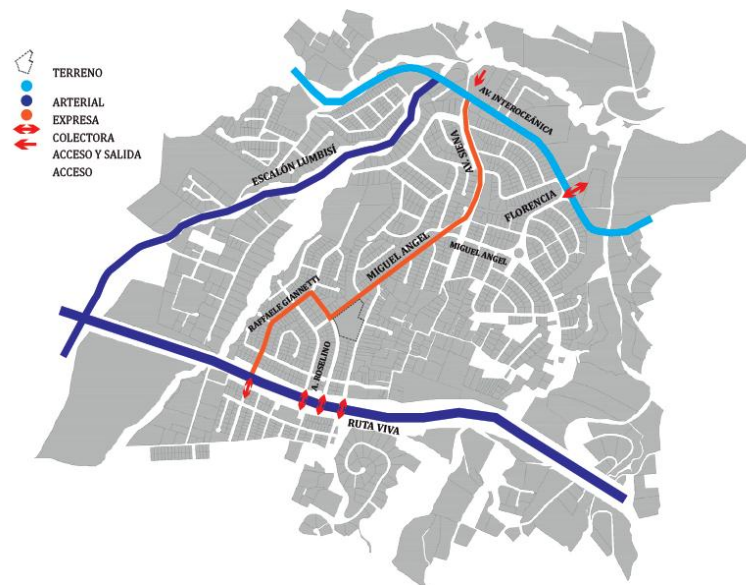 TERRENO
ARTERIAL
EXPRESA
COLECTORA
ACCESO Y SALIDA
ACCESO
AV. INTEROCEÁNICA
ESCALÓN LUMBISÍ
AV. SIENA
FLORENCIA
MIGUEL ANGEL
MIGUEL ANGEL
RAFFAELE GIANNETTI
A. ROSELINO
RUTA VIVA